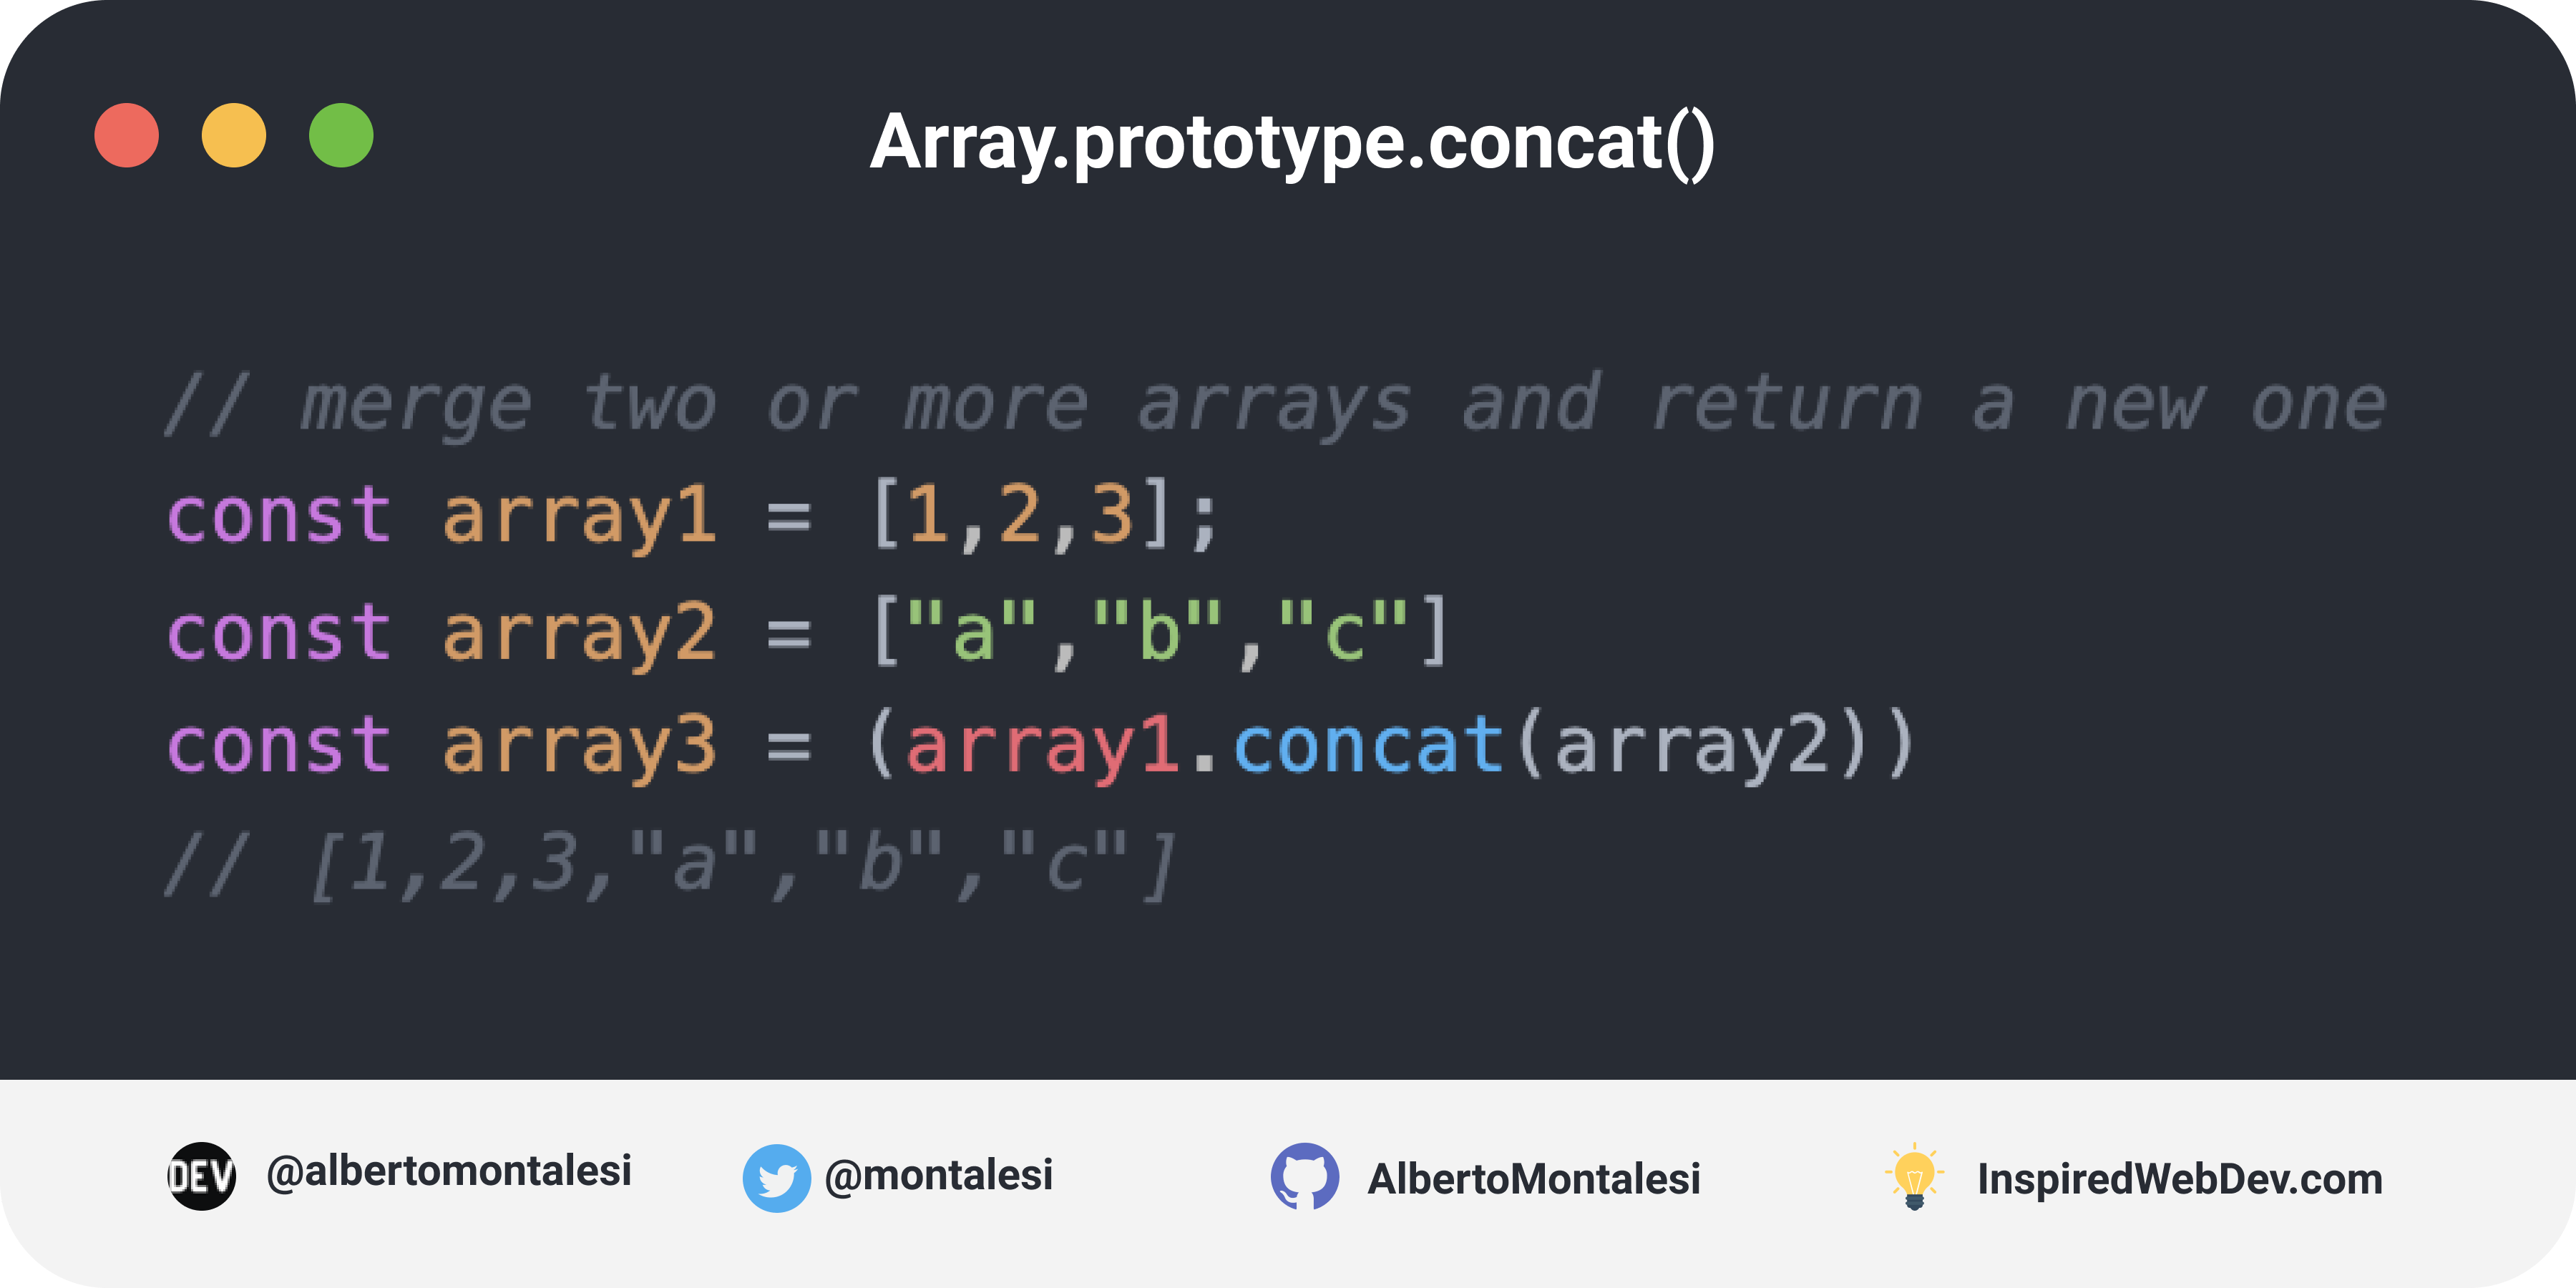 Array.prototype.concat()
// merge two or more arrays and return a new one
const array1 = [1,2,3];
const array2 = ["a","b","c"]
const array3 = (array1.concat(array2))
// [1,2,3,"a","b","c"]
DEV @albertomontalesi @montalesi AlbertoMontalesi InspiredWebDev.com